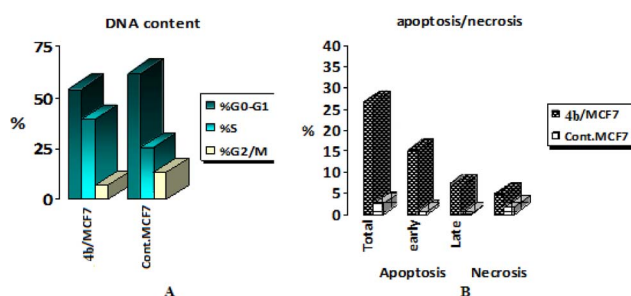 DNA content
75
50
25
0
%
4b/MCF7
Cont.MCF7
%G0-G1
%S
%G2/M
A
apoptosis/necrosis
40
35
30
25
20
15
10
5
0
%
Total
early
Late
Apoptosis Necrosis
4b/MCF7
Cont.MCF7
B